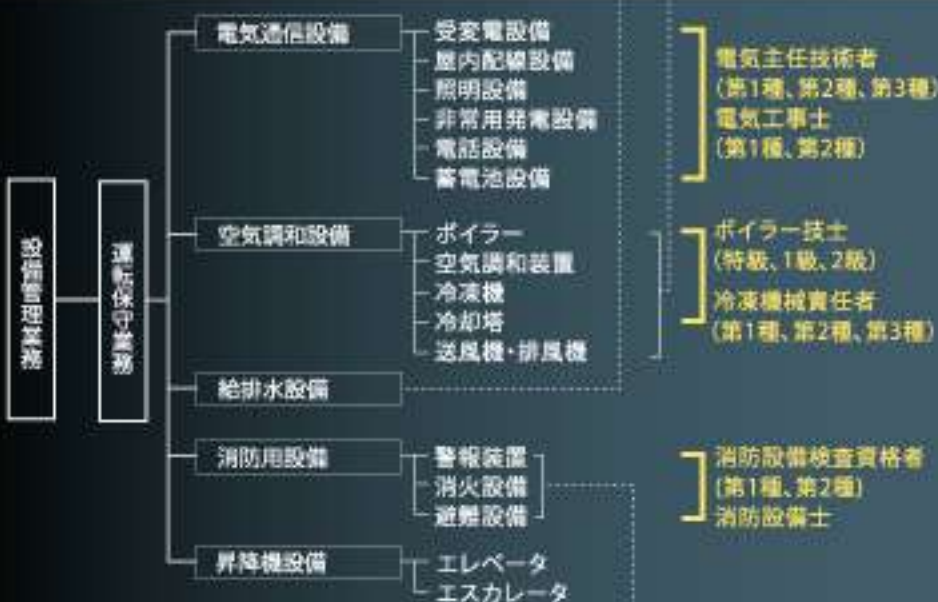 設備管理業務
運転保守業務
電気通信設備
受変電設備
屋内配線設備
照明設備
非常用発電設備
電話設備
蓄電池設備
電気主任技術者
(第1種、第2種、第3種)
電気工事士
(第1種、第2種)
空気調和設備
ボイラー
空気調和装置
冷凍機
冷却塔
送風機・排風機
ボイラー技士
(特級、1級、2級)
冷凍機械責任者
(第1種、第2種、第3種)
給排水設備
消防用設備
警報装置
消火設備
避難設備
消防設備検査資格者
(第1種、第2種)
消防設備士
昇降機設備
エレベータ
エスカレータ